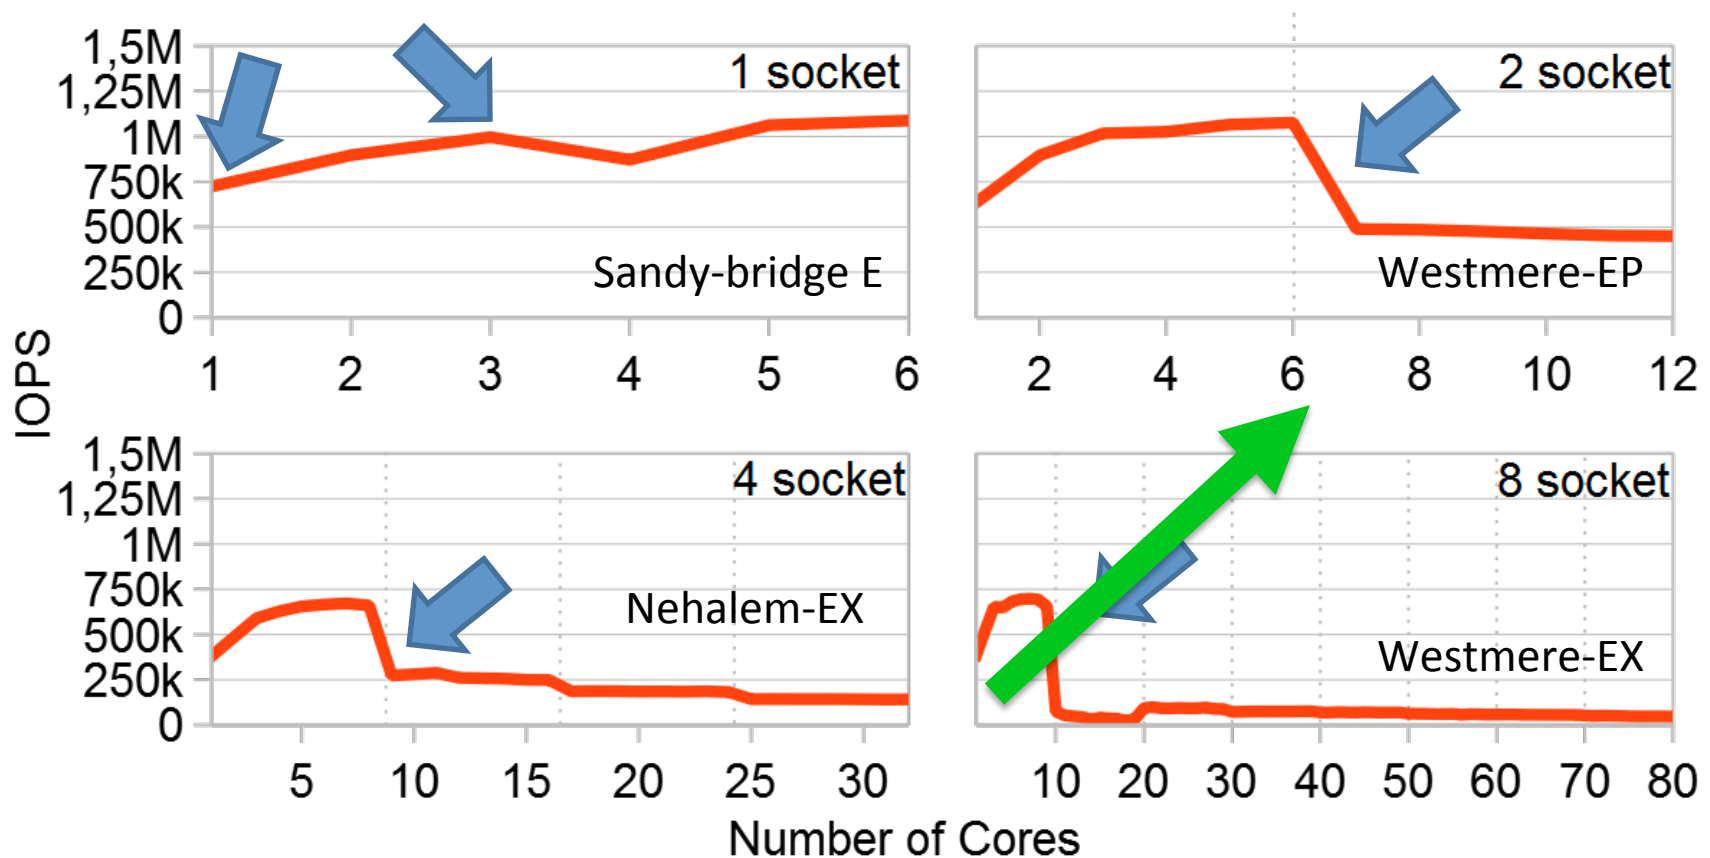 1,5M
1,25M
1M
750k
500k
250k
0
1 socket
Sandy-bridge E
1 2 3 4 5 6
2 socket
Westmere-EP
2 4 6 8 10 12
IOPS
1,5M
1,25M
1M
750k
500k
250k
0
4 socket
Nehalem-EX
5 10 15 20 25 30
8 socket
Westmere-EX
10 20 30 40 50 60 70 80
Number of Cores